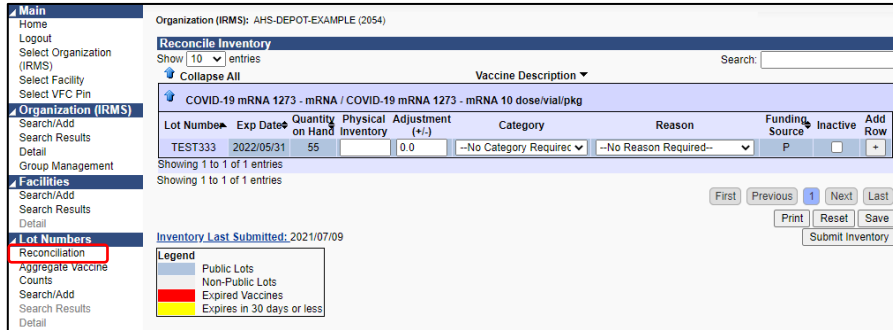 Main
Home
Logout
Select Organization
(IRMS)
Select Facility
Select VFC Pin
Organization (IRMS)
Search/Add
Search Results
Detail
Group Management
Facilities
Search/Add
Search Results
Detail
Lot Numbers
Reconciliation
Aggregate Vaccine
Counts
Search/Add
Search Results
Detail
Organization (IRMS): AHS-DEPOT-EXAMPLE (2054)
Reconcile Inventory
Show 10 entries Search:
Collapse All Vaccine Description
COVID-19 mRNA 1273 - mRNA / COVID-19 mRNA 1273 - mRNA 10 dose/vial/pkg
Lot Number Exp Date Quantity on Hand Physical Inventory Adjustment (+/-) Category Reason Funding Source Inactive Add Row
TEST333 2022/05/31 55 0.0 --No Category Required --No Reason Required-- P +
Showing 1 to 1 of 1 entries
Showing 1 to 1 of 1 entries
First Previous 1 Next Last
Print Reset Save
Inventory Last Submitted: 2021/07/09 Submit Inventory
Legend
Public Lots
Non-Public Lots
Expired Vaccines
Expires in 30 days or less